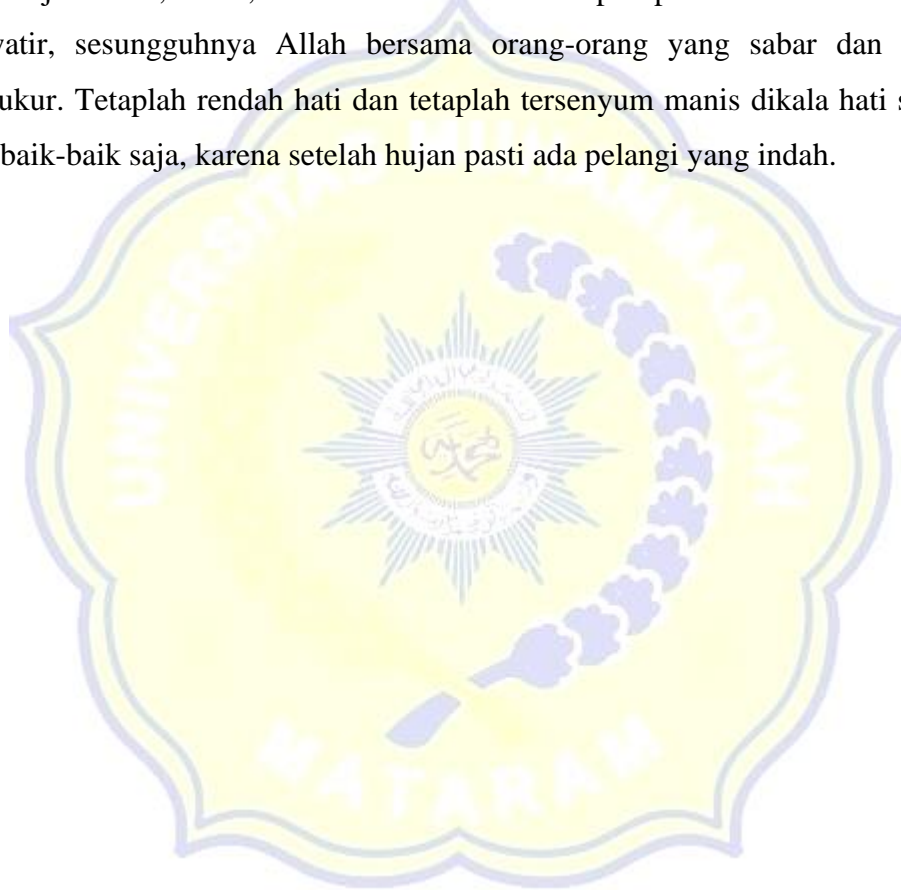 yatir, sesungguhnya Allah bersama orang-orang yang sabar dan
ukur. Tetaplah rendah hati dan tetaplah tersenyum manis dikala hati s
baik-baik saja, karena setelah hujan pasti ada pelangi yang indah.
UNIVERSITAS MUHAMMADIYAH
MATARAM